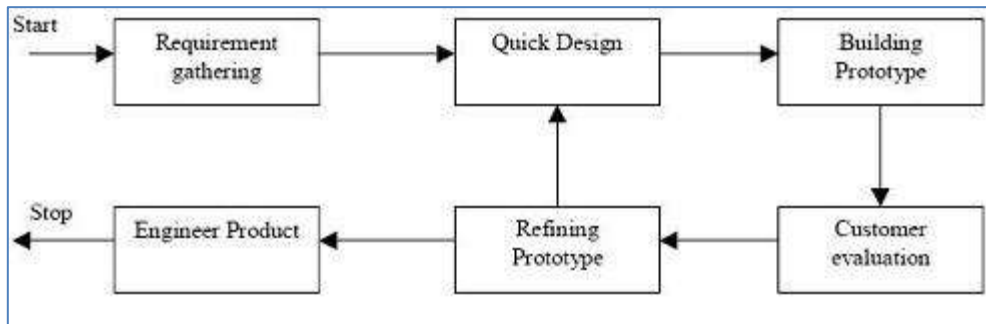 Start
Requirement
gathering
Quick Design
Building
Prototype
Stop
Engineer Product
Refining
Prototype
Customer
evaluation